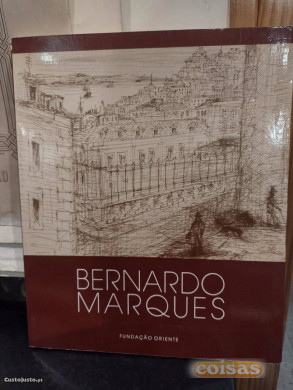 BERNARDO
MARQUES
FUNDAÇÃO ORIENTE
coisas
CustoJusto.pt